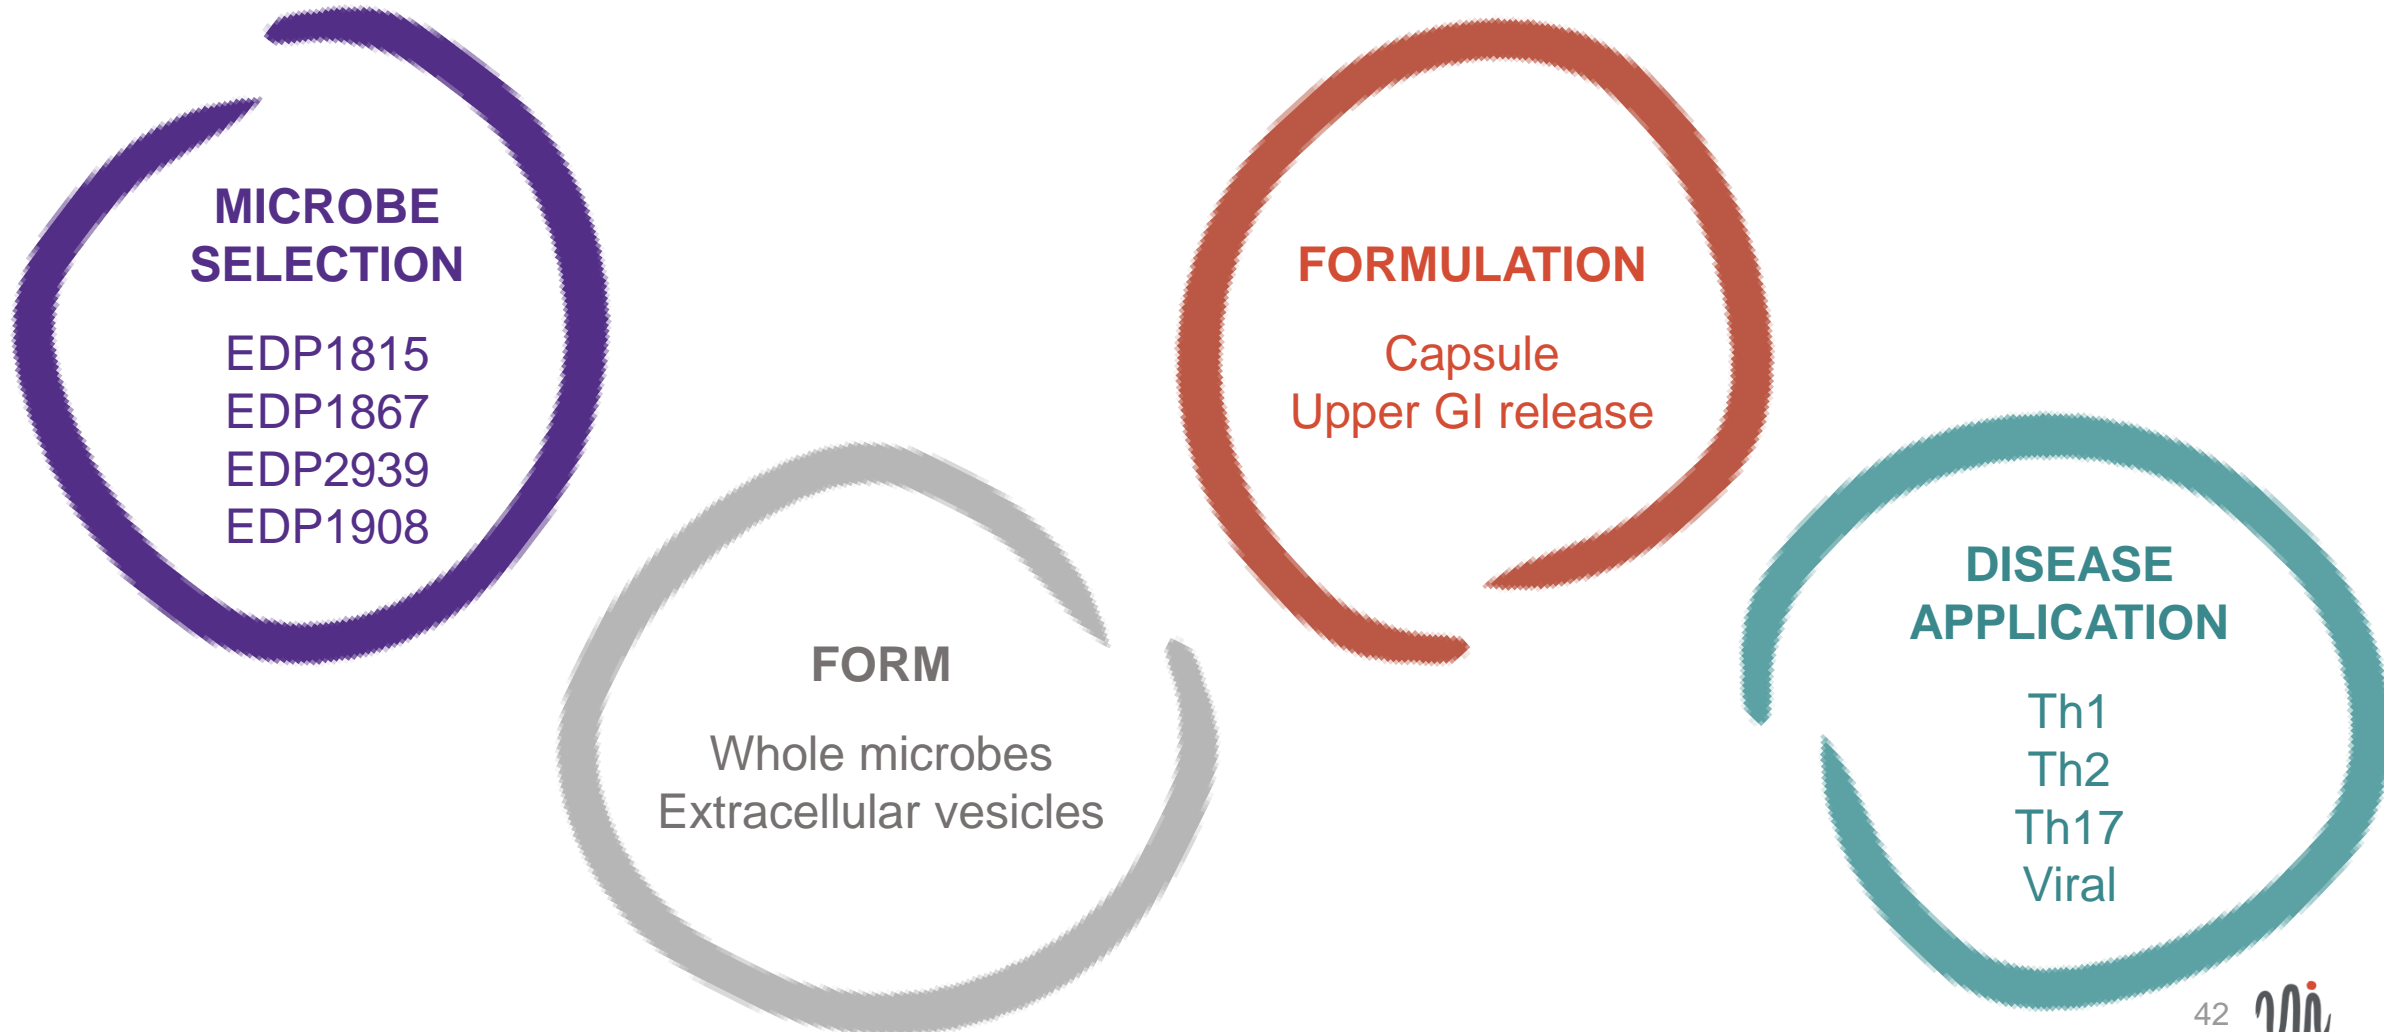 MICROBE
SELECTION
EDP1815
EDP1867
EDP2939
EDP1908
FORM
Whole microbes
Extracellular vesicles
FORMULATION
Capsule
Upper GI release
DISEASE
APPLICATION
Th1
Th2
Th17
Viral
42